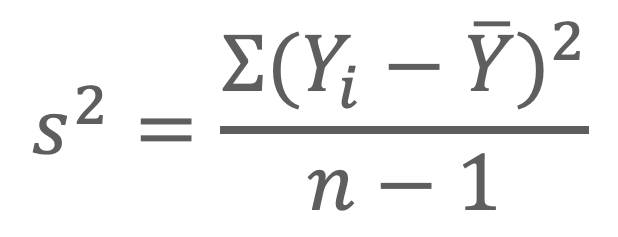 s² = Σ(Yᵢ − Ȳ)² / n − 1